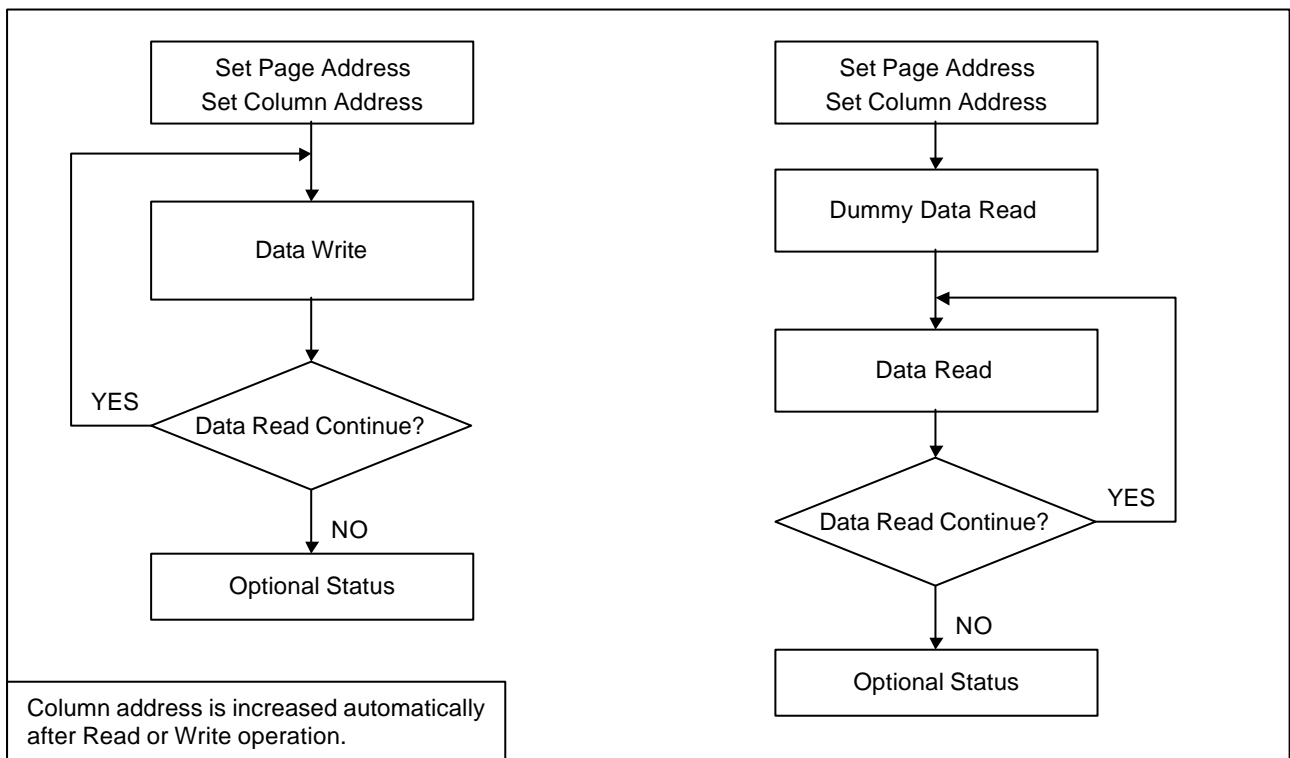 Set Page Address
Set Column Address
Data Write
YES
Data Read Continue?
NO
Optional Status
Column address is increased automatically
after Read or Write operation.
Set Page Address
Set Column Address
Dummy Data Read
Data Read
YES
Data Read Continue?
NO
Optional Status